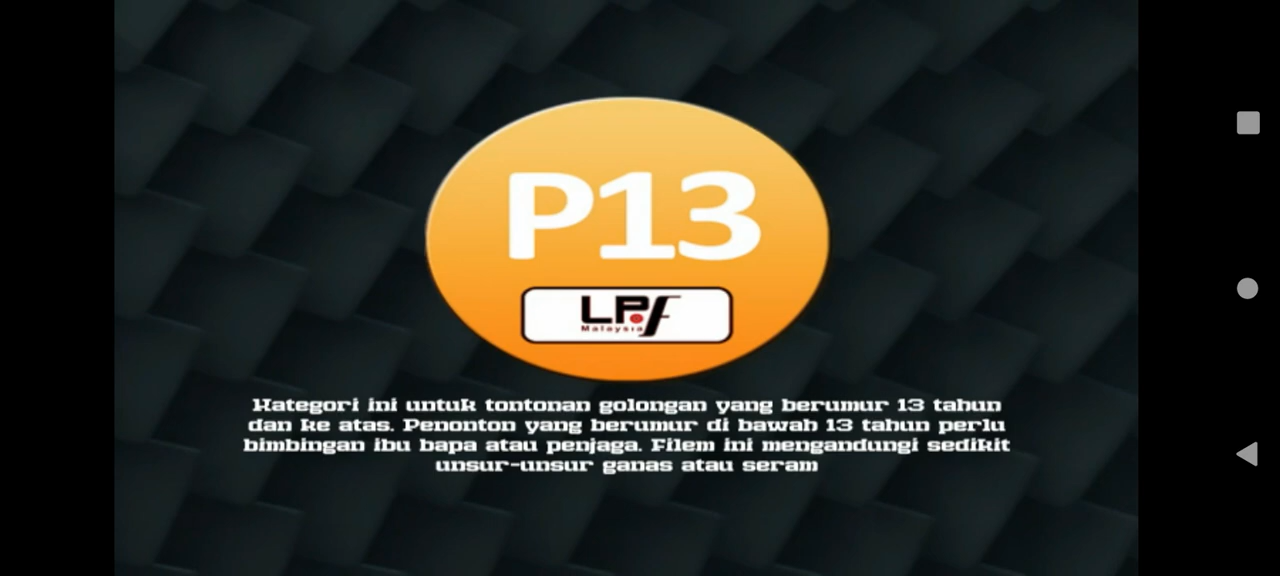 P13
LPF
Malaysia
Kategori ini untuk tontonan golongan yang berumur 13 tahun
dan ke atas. Penonton yang berumur di bawah 13 tahun perlu
bimbingan ibu bapa atau penjaga. Filem ini mengandungi sedikit
unsur-unsur ganas atau seram